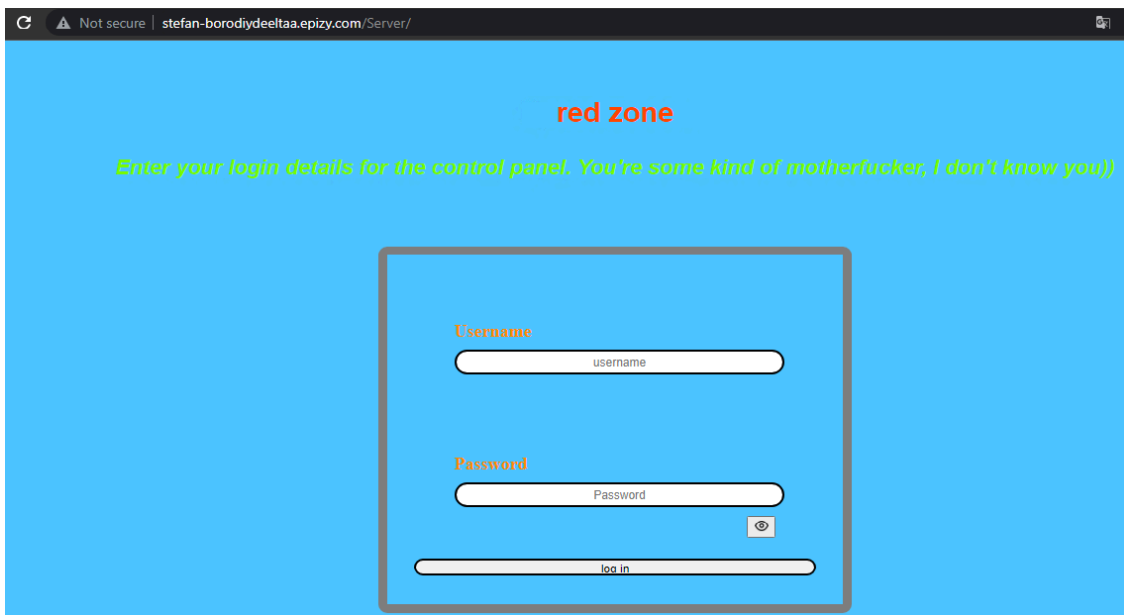 Not secure | stefan-borodiydeeltaa.epizy.com/Server/
red zone
Enter your login details for the control panel. You're some kind of motherfucker, I don't know you))
Username
username
Password
Password
log in